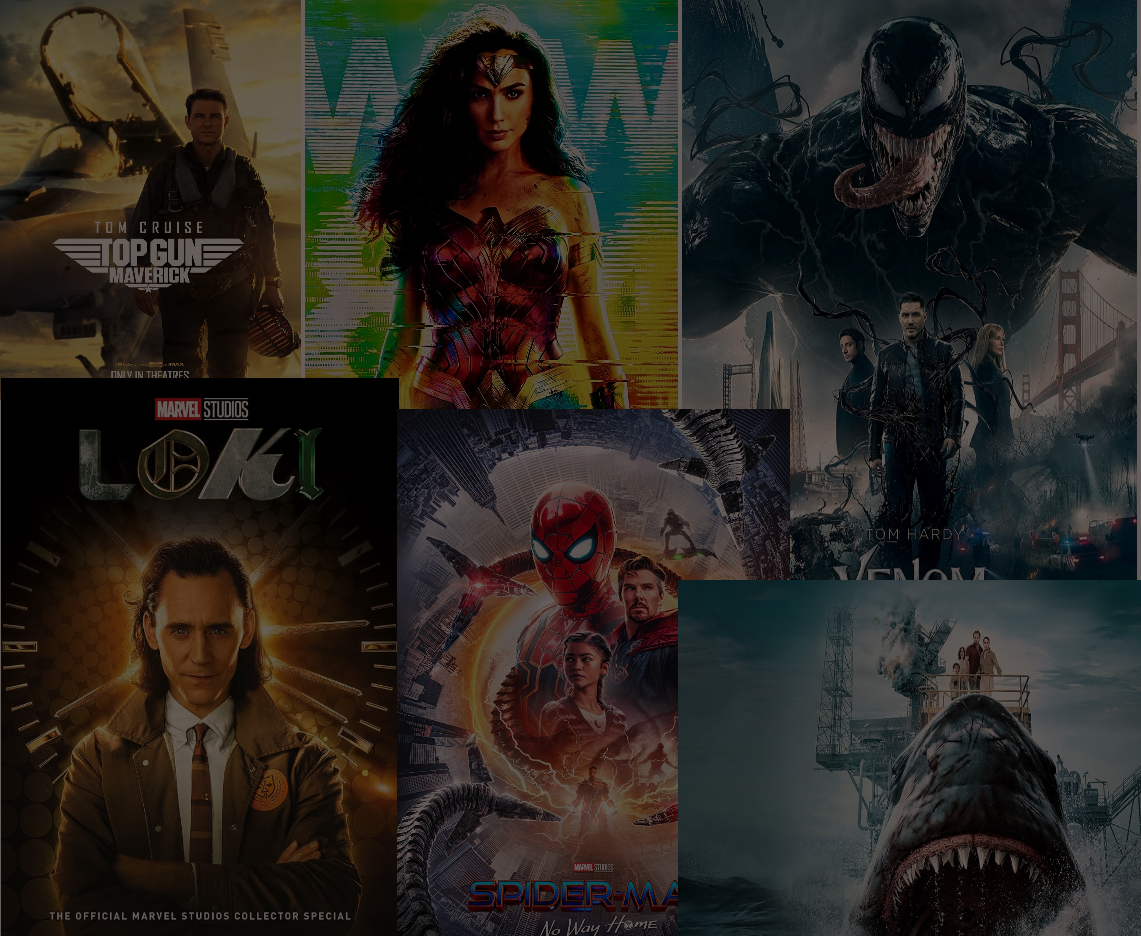 TOM CRUISE
TOP GUN
MAVERICK
ONLY IN THEATRES
WW
TOM HARDY
VENOM
MARVEL STUDIOS
LOKI
THE OFFICIAL MARVEL STUDIOS COLLECTOR SPECIAL
MARVEL STUDIOS
SPIDER-MA
No Way Home